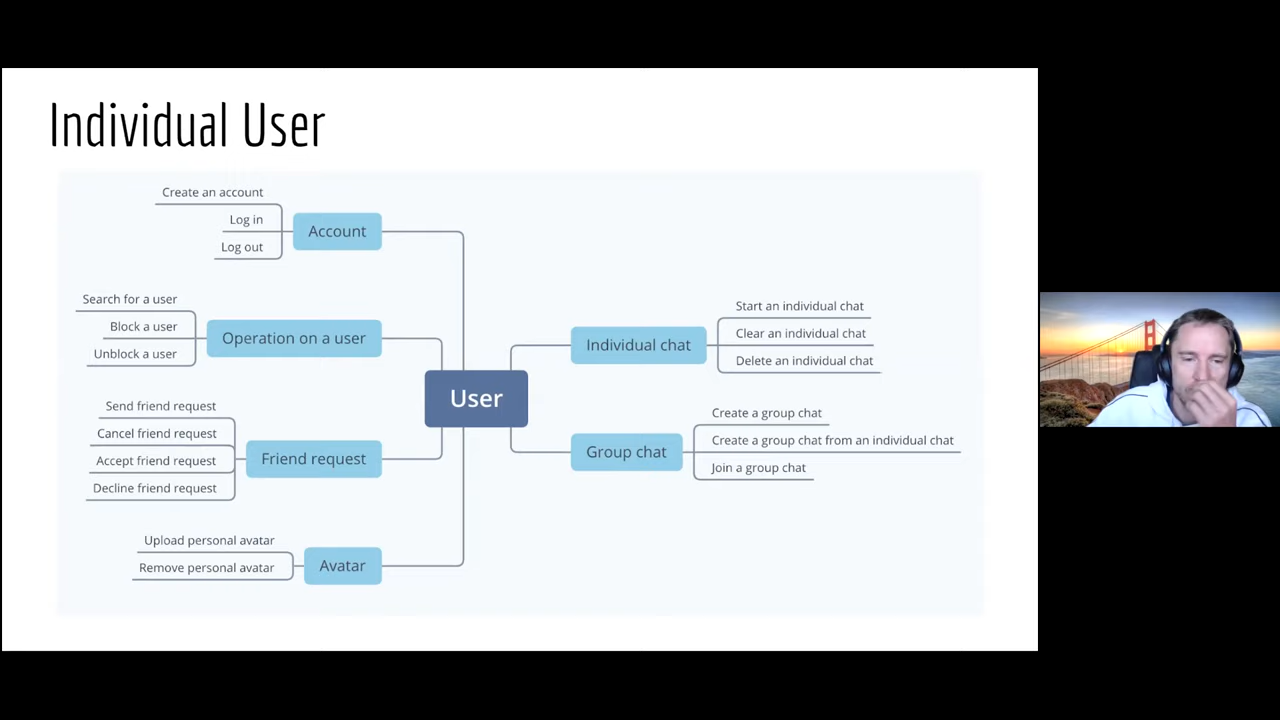 Individual User
Create an account
Log in
Log out
Account
Search for a user
Block a user
Unblock a user
Operation on a user
Send friend request
Cancel friend request
Accept friend request
Decline friend request
Friend request
Upload personal avatar
Remove personal avatar
Avatar
User
Individual chat
Start an individual chat
Clear an individual chat
Delete an individual chat
Group chat
Create a group chat
Create a group chat from an individual chat
Join a group chat